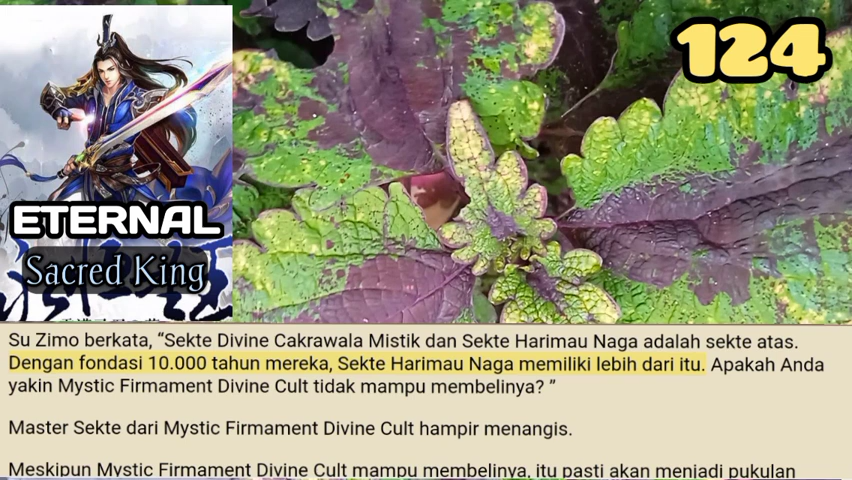 124
ETERNAL
Sacred King
Su Zimo berkata, “Sekte Divine Cakrawala Mistik dan Sekte Harimau Naga adalah sekte atas.
Dengan fondasi 10.000 tahun mereka, Sekte Harimau Naga memiliki lebih dari itu. Apakah Anda
yakin Mystic Firmament Divine Cult tidak mampu membelinya? ”
Master Sekte dari Mystic Firmament Divine Cult hampir menangis.
Meskipun Mystic Firmament Divine Cult mampu membelinya, itu pasti akan menjadi pukulan